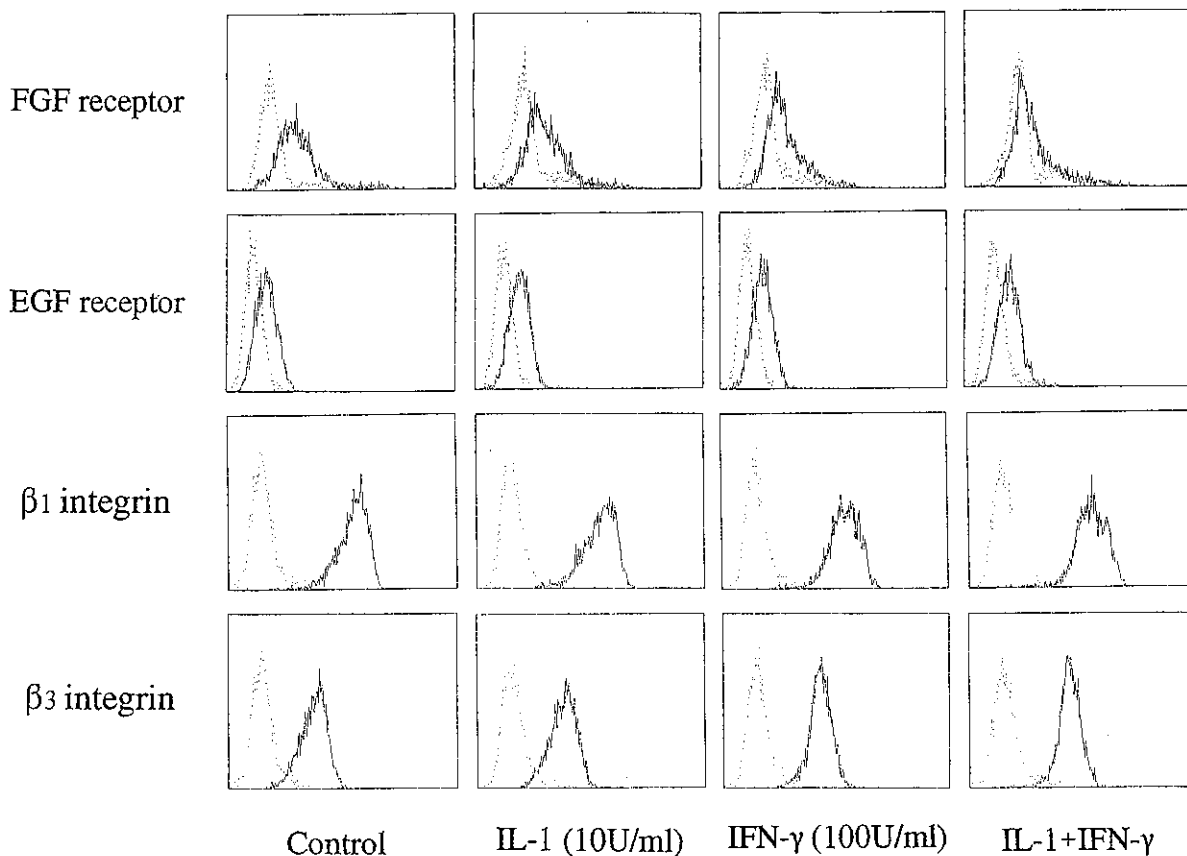 FGF receptor
EGF receptor
β1 integrin
β3 integrin
Control
IL-1 (10U/ml)
IFN-γ (100U/ml)
IL-1+IFN-γ